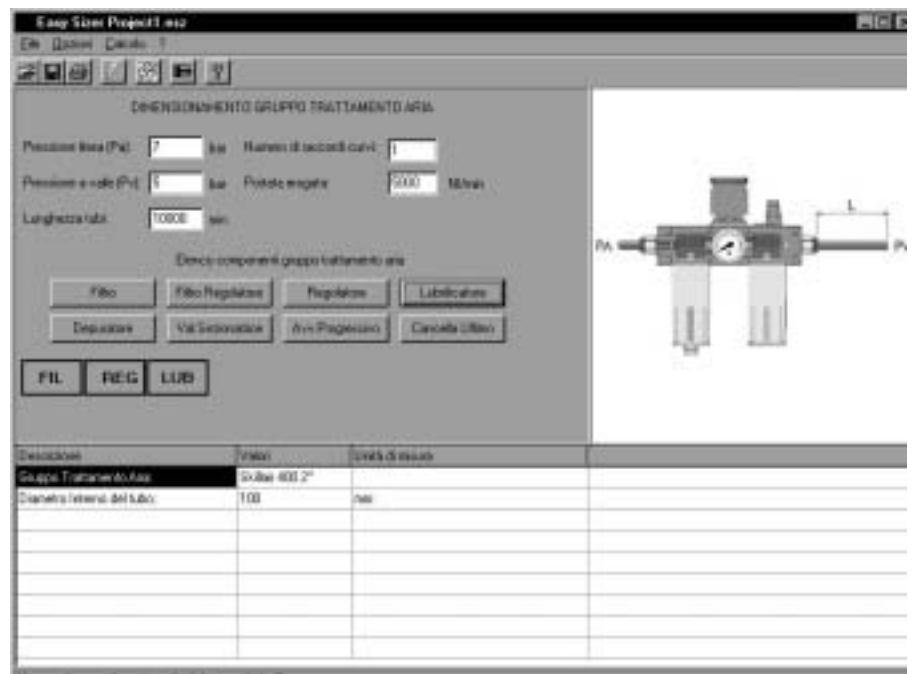 Easy Sizer Project1.esz
File Opzioni Calcolo ?
DIMENSIONAMENTO GRUPPO TRATTAMENTO ARIA
Pressione linea (Pa): 7 bar Numero di raccordi curvi: 1
Pressione a valle (Pv): bar Portata erogata: 5000 Nl/min
Lunghezza tubi: 10000 mm
Elenco componenti gruppo trattamento aria
Filtro Filtro Regolatore Regolatore Lubrificatore
Depuratore Val.Sezionatrice Avv.Progressivo Cancella Ultimo
FIL REG LUB
PA L
Descrizione Valori Unità di misura
Gruppo Trattamento Aria 400 2"
Diametro Interno del tubo: 100 mm